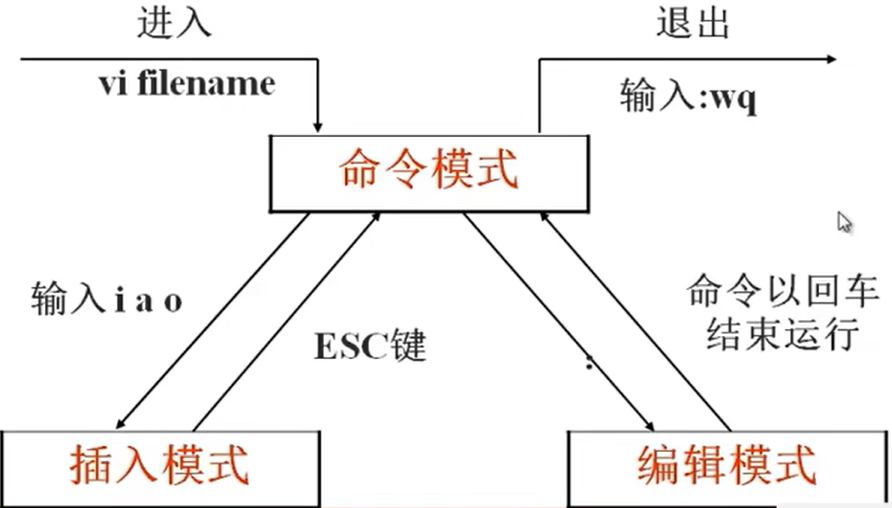 进入
vi filename
退出
输入:wq
命令模式
输入 i a o
ESC键
:
命令以回车
结束运行
插入模式
编辑模式